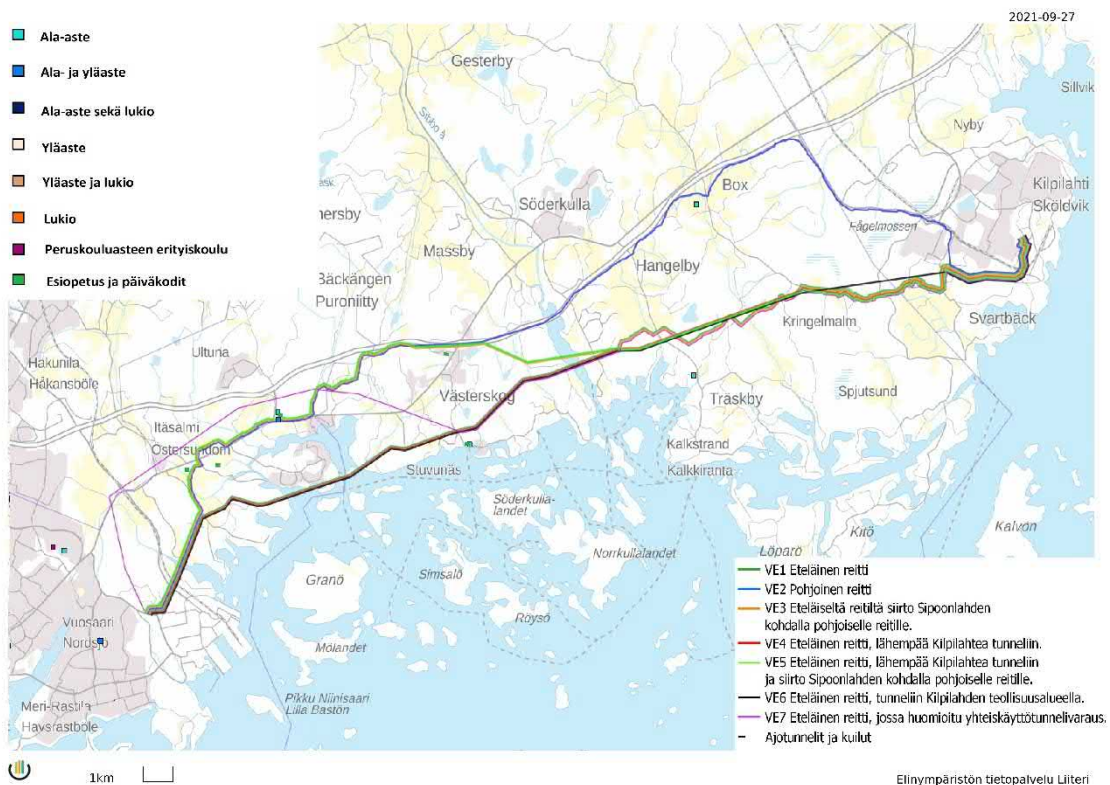 2021-09-27
Ala-aste
Ala- ja yläaste
Ala-aste sekä lukio
Yläaste
Yläaste ja lukio
Lukio
Peruskouluasteen erityiskoulu
Esiopetus ja päiväkodit
Gesterby
Sibbo å
Sillvik
Nyby
Box
Kilpilahti
Sköldvik
Söderkulla
Fågelmossen
Massby
Hangelby
Bäckängen
Puroniitty
Svartbäck
Kringelmalm
Ultuna
Hakunila
Håkansböle
Västerskog
Träskby
Spjutsund
Itäsalmi
Östersundom
Kalkstrand
Kalkkiranta
Stuvunäs
Söderkulla-
landet
Kitö
Kalvön
Norrkullalandet
Löparö
Granö
Simsalö
Röysö
Vuosaari
Nordsjö
Mölandet
Pikku Niinisaari
Lilla Bastön
Meri-Rastila
Havsrastböle
VE1 Eteläinen reitti
VE2 Pohjoinen reitti
VE3 Eteläiseltä reitiltä siirto Sipoonlahden
kohdalla pohjoiselle reitille.
VE4 Eteläinen reitti, lähempää Kilpilahtea tunneliin.
VE5 Eteläinen reitti, lähempää Kilpilahtea tunneliin
ja siirto Sipoonlahden kohdalla pohjoiselle reitille.
VE6 Eteläinen reitti, tunneliin Kilpilahden teollisuusalueella.
VE7 Eteläinen reitti, jossa huomioitu yhteiskäyttötunnelivaraus.
Ajotunnelit ja kuilut
1km
Elinympäristön tietopalvelu Liiteri